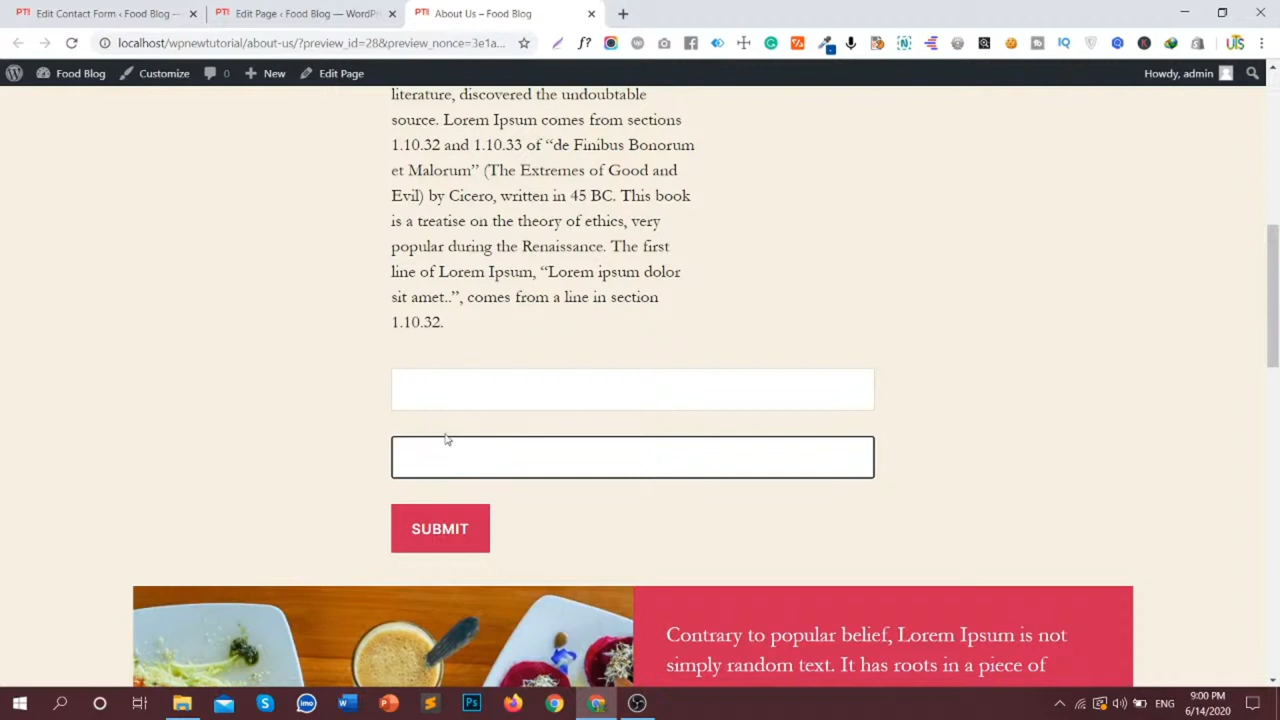 PTI Edit Contact Form ‹ Food Blog —
PTI Edit Page ‹ Food Blog — WordPr
PTI About Us – Food Blog
localhost/wpnewtutorial/about-us/?preview_id=28&preview_nonce=3e1a...
Food Blog
Customize
0
New
Edit Page
Howdy, admin
literature, discovered the undoubtable
source. Lorem Ipsum comes from sections
1.10.32 and 1.10.33 of “de Finibus Bonorum
et Malorum” (The Extremes of Good and
Evil) by Cicero, written in 45 BC. This book
is a treatise on the theory of ethics, very
popular during the Renaissance. The first
line of Lorem Ipsum, “Lorem ipsum dolor
sit amet..”, comes from a line in section
1.10.32.
SUBMIT
Contrary to popular belief, Lorem Ipsum is not
simply random text. It has roots in a piece of
ENG
9:00 PM
6/14/2020